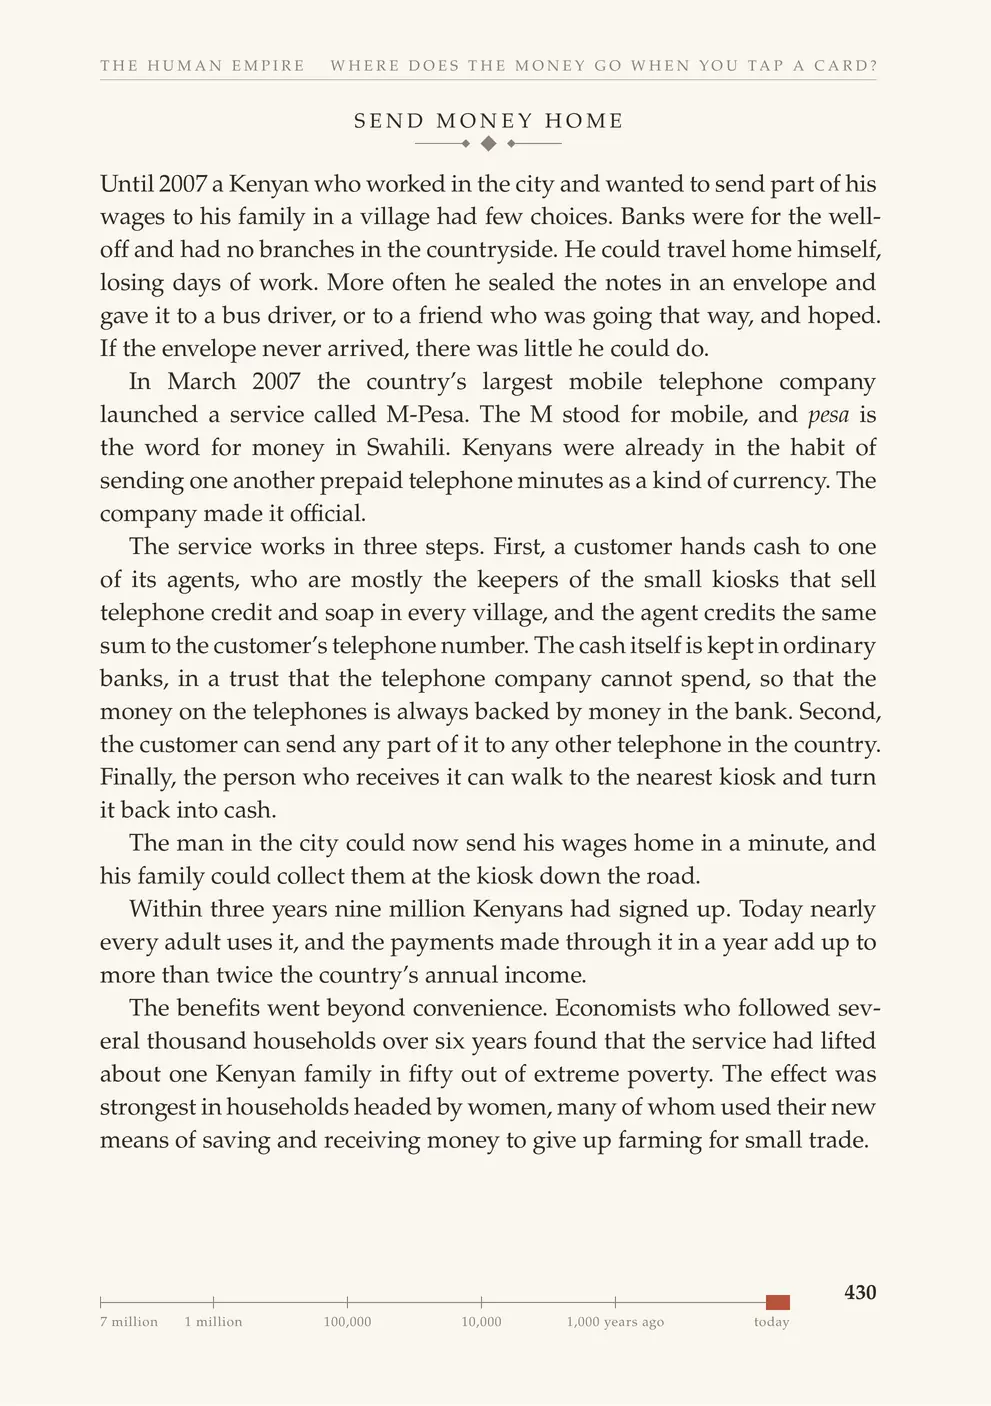 THE HUMAN EMPIRE WHERE DOES THE MONEY GO WHEN YOU TAP A CARD?
SEND MONEY HOME
Until 2007 a Kenyan who worked in the city and wanted to send part of his
wages to his family in a village had few choices. Banks were for the well-
off and had no branches in the countryside. He could travel home himself,
losing days of work. More often he sealed the notes in an envelope and
gave it to a bus driver, or to a friend who was going that way, and hoped.
If the envelope never arrived, there was little he could do.
In March 2007 the country’s largest mobile telephone company
launched a service called M-Pesa. The M stood for mobile, and pesa is
the word for money in Swahili. Kenyans were already in the habit of
sending one another prepaid telephone minutes as a kind of currency. The
company made it official.
The service works in three steps. First, a customer hands cash to one
of its agents, who are mostly the keepers of the small kiosks that sell
telephone credit and soap in every village, and the agent credits the same
sum to the customer’s telephone number. The cash itself is kept in ordinary
banks, in a trust that the telephone company cannot spend, so that the
money on the telephones is always backed by money in the bank. Second,
the customer can send any part of it to any other telephone in the country.
Finally, the person who receives it can walk to the nearest kiosk and turn
it back into cash.
The man in the city could now send his wages home in a minute, and
his family could collect them at the kiosk down the road.
Within three years nine million Kenyans had signed up. Today nearly
every adult uses it, and the payments made through it in a year add up to
more than twice the country’s annual income.
The benefits went beyond convenience. Economists who followed sev-
eral thousand households over six years found that the service had lifted
about one Kenyan family in fifty out of extreme poverty. The effect was
strongest in households headed by women, many of whom used their new
means of saving and receiving money to give up farming for small trade.
430
7 million 1 million 100,000 10,000 1,000 years ago today